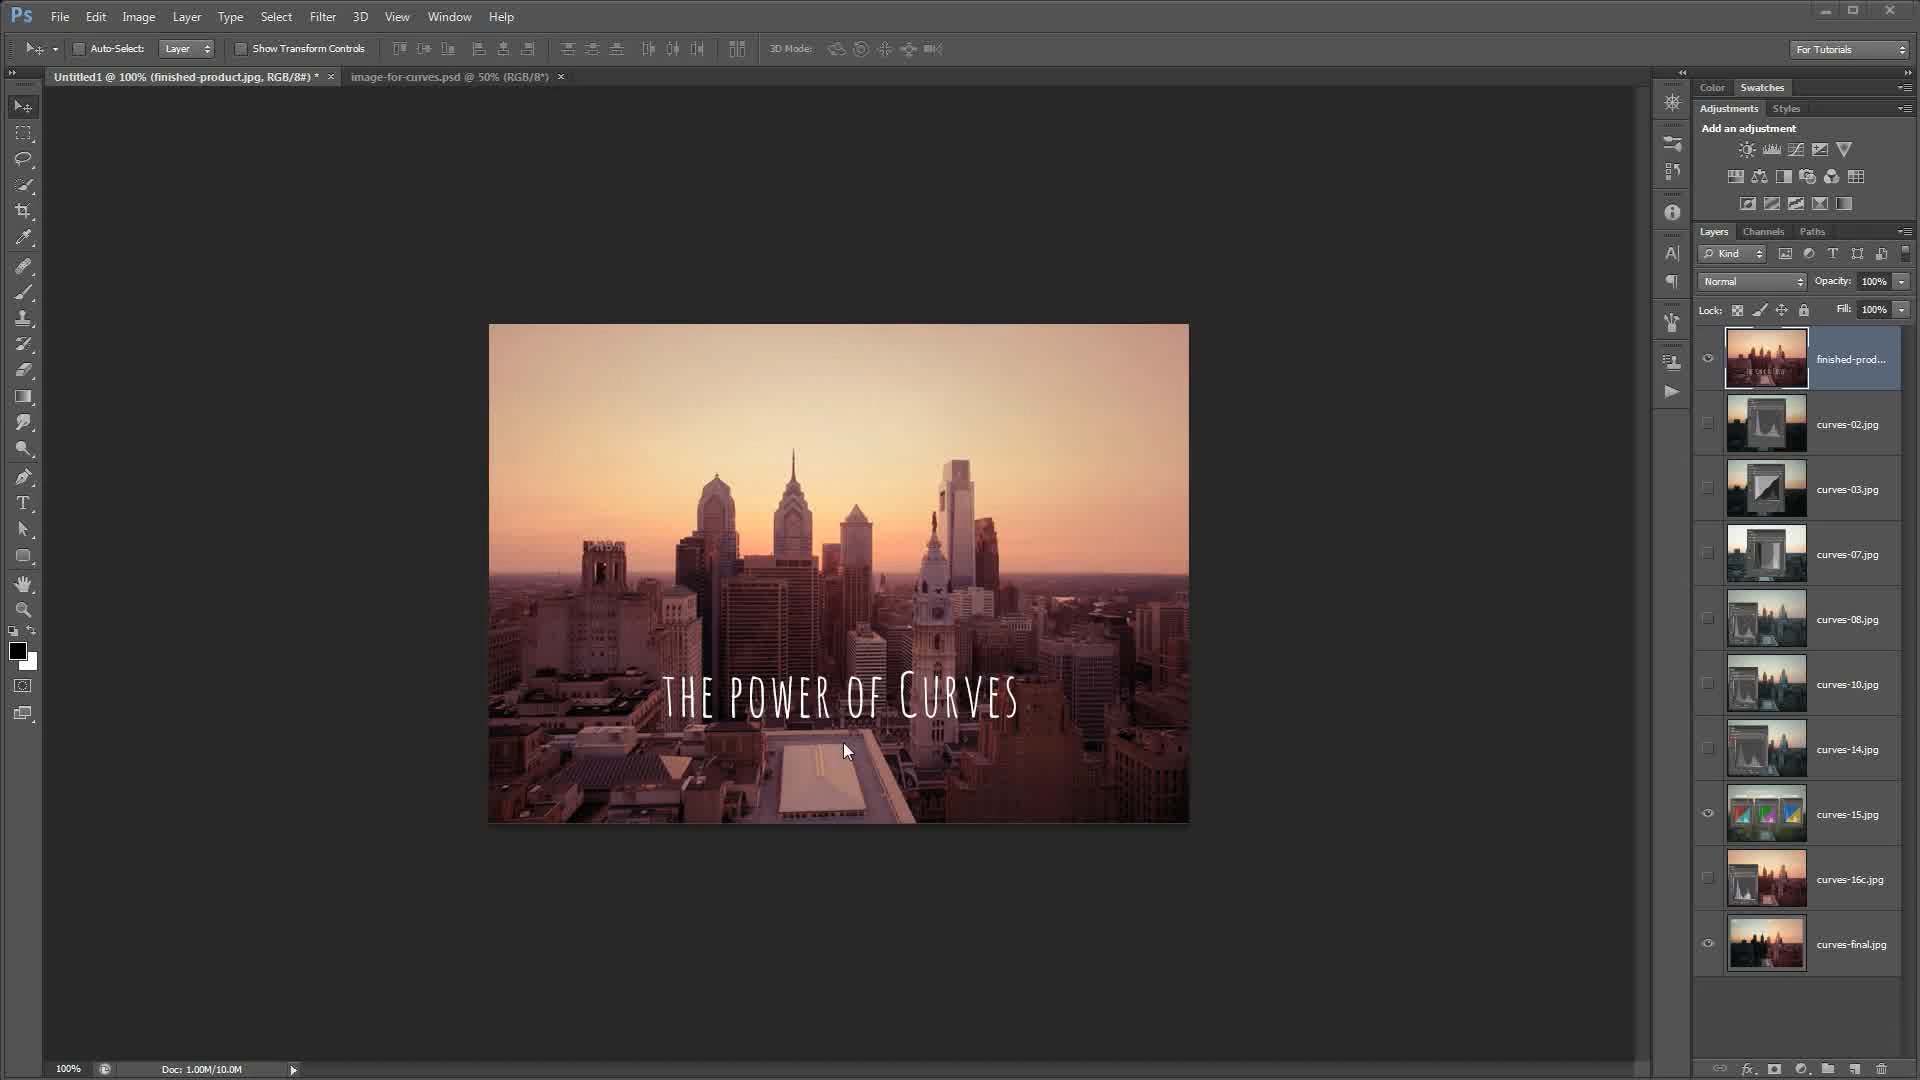 Ps File Edit Image Layer Type Select Filter 3D View Window Help
Auto-Select: Layer Show Transform Controls 3D Mode: For Tutorials
Untitled1 @ 100% (finished-product.jpg, RGB/8#) * × image-for-curves.psd @ 50% (RGB/8*) ×
Color Swatches
Adjustments Styles
Add an adjustment
Layers Channels Paths
Kind
Normal Opacity: 100%
Lock: Fill: 100%
finished-prod...
curves-02.jpg
curves-03.jpg
curves-07.jpg
curves-08.jpg
curves-10.jpg
curves-14.jpg
curves-15.jpg
curves-16c.jpg
curves-final.jpg
THE POWER OF CURVES
100% Doc: 1.00M/10.0M